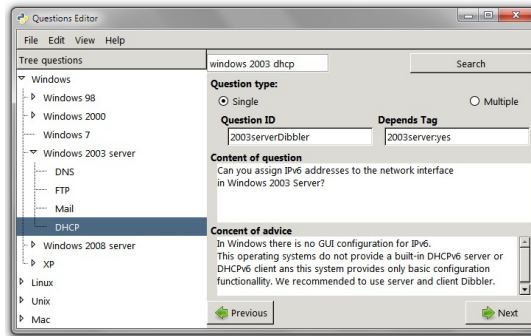 Questions Editor
File Edit View Help
Tree questions
Windows
Windows 98
Windows 2000
Windows 7
Windows 2003 server
DNS
FTP
Mail
DHCP
Windows 2008 server
XP
Linux
Unix
Mac
windows 2003 dhcp
Search
Question type:
Single
Multiple
Question ID
Depends Tag
2003serverDibbler
2003server:yes
Content of question
Can you assign IPv6 addresses to the network interface
in Windows 2003 Server?
Concent of advice
In Windows there is no GUI configuration for IPv6.
This operating systems do not provide a built-in DHCPv6 server or
DHCPv6 client ans this system provides only basic configuration
functionallity. We recommended to use server and client Dibbler.
Previous
Next